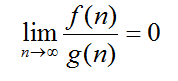 lim n→∞ f(n)/g(n) = 0